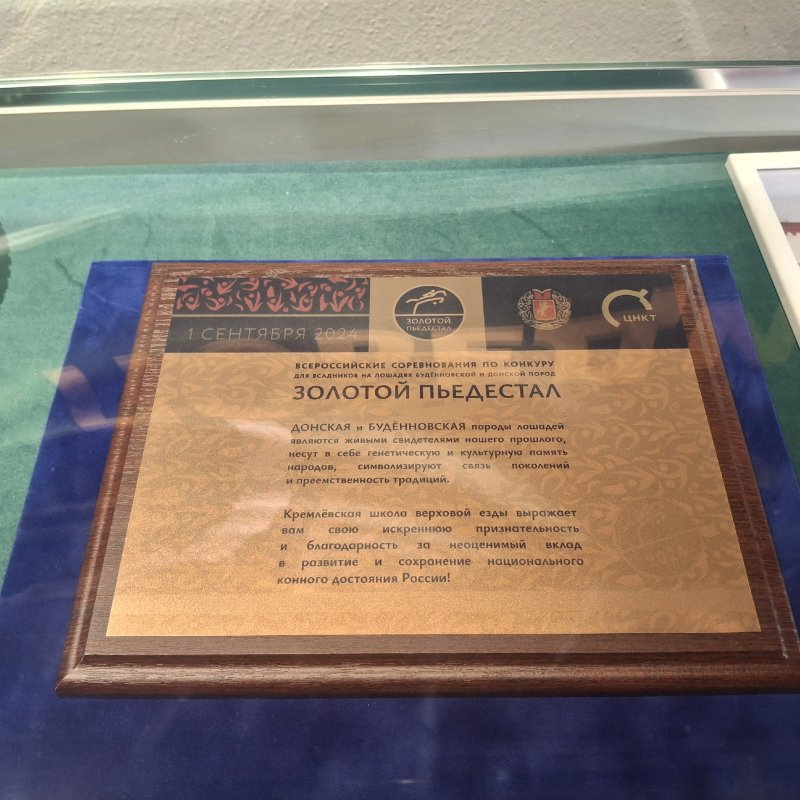 1 СЕНТЯБРЯ 2024
ЗОЛОТОЙ
ПЬЕДЕСТАЛ
ЦНКТ
ВСЕРОССИЙСКИЕ СОРЕВНОВАНИЯ ПО КОНКУРУ
ДЛЯ ВСАДНИКОВ НА ЛОШАДЯХ БУДЁННОВСКОЙ И ДОНСКОЙ ПОРОД
ЗОЛОТОЙ ПЬЕДЕСТАЛ
ДОНСКАЯ и БУДЁННОВСКАЯ породы лошадей
являются живыми свидетелями нашего прошлого,
несут в себе генетическую и культурную память
народов, символизируют связь поколений
и преемственность традиций.
Кремлёвская школа верховой езды выражает
вам свою искреннюю признательность
и благодарность за неоценимый вклад
в развитие и сохранение национального
конного достояния России!